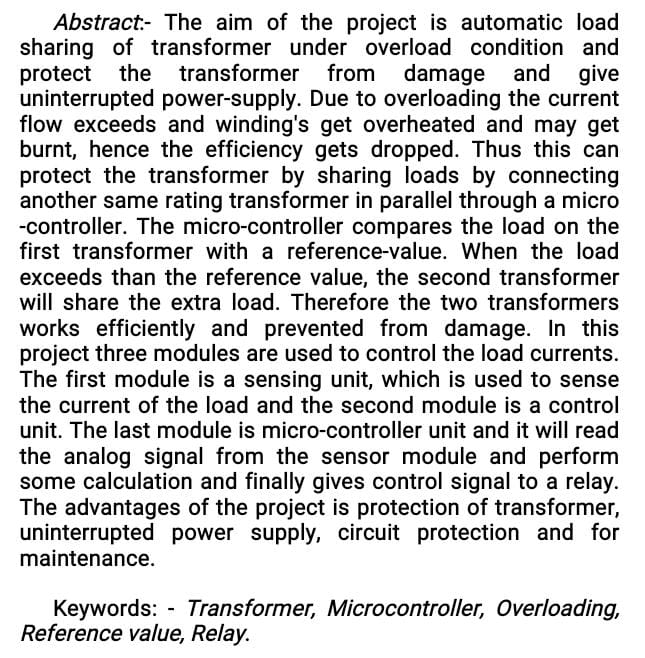 Abstract:- The aim of the project is automatic load
sharing of transformer under overload condition and
protect the transformer from damage and give
uninterrupted power-supply. Due to overloading the current
flow exceeds and winding's get overheated and may get
burnt, hence the efficiency gets dropped. Thus this can
protect the transformer by sharing loads by connecting
another same rating transformer in parallel through a micro
-controller. The micro-controller compares the load on the
first transformer with a reference-value. When the load
exceeds than the reference value, the second transformer
will share the extra load. Therefore the two transformers
works efficiently and prevented from damage. In this
project three modules are used to control the load currents.
The first module is a sensing unit, which is used to sense
the current of the load and the second module is a control
unit. The last module is micro-controller unit and it will read
the analog signal from the sensor module and perform
some calculation and finally gives control signal to a relay.
The advantages of the project is protection of transformer,
uninterrupted power supply, circuit protection and for
maintenance.
Keywords: - Transformer, Microcontroller, Overloading,
Reference value, Relay.